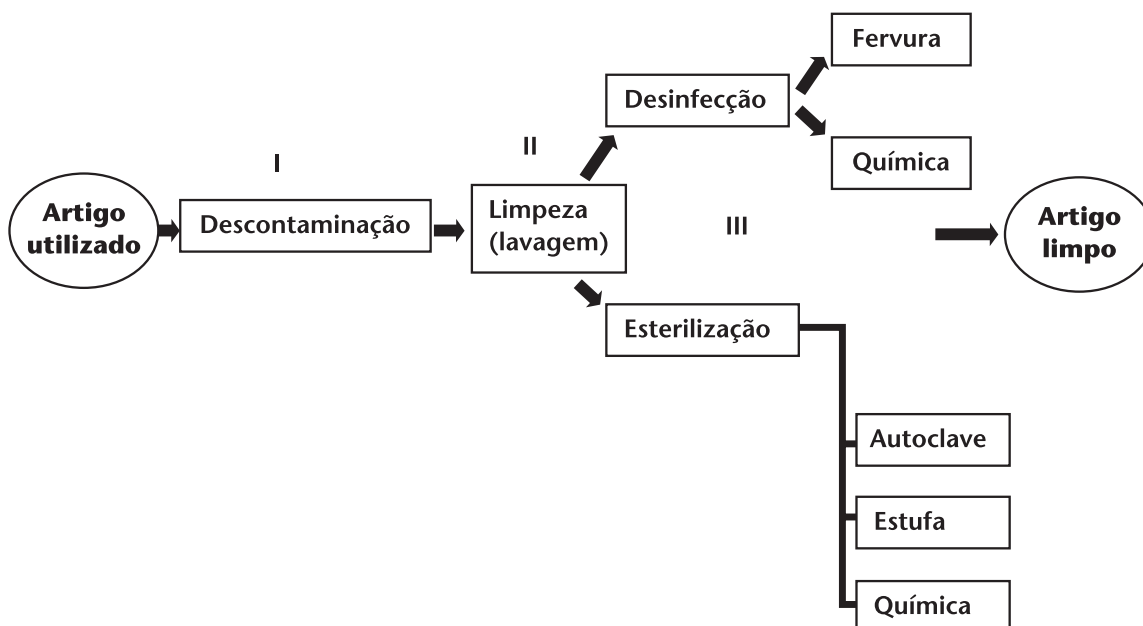 I
II
III
Artigo
utilizado
Descontaminação
Limpeza
(lavagem)
Desinfecção
Fervura
Química
Esterilização
Autoclave
Estufa
Química
Artigo
limpo